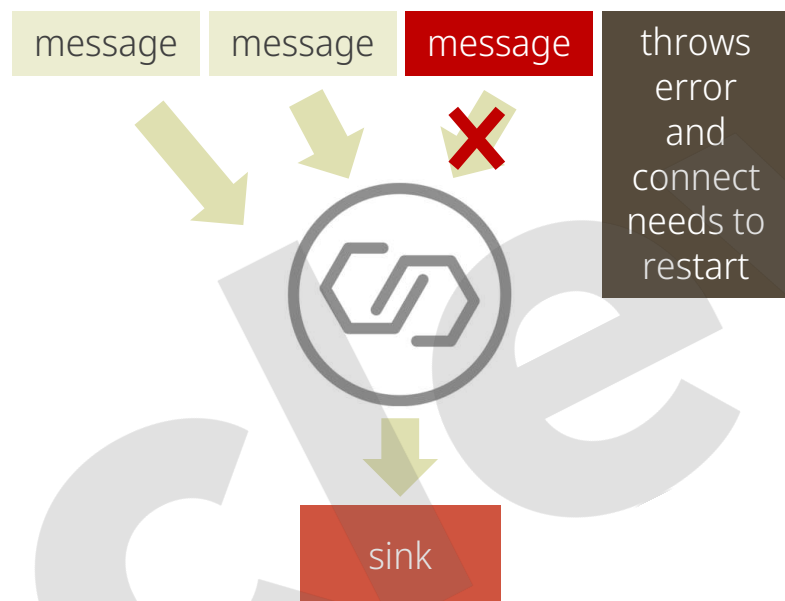 message
message
message
throws
error
and
connect
needs to
restart
sink